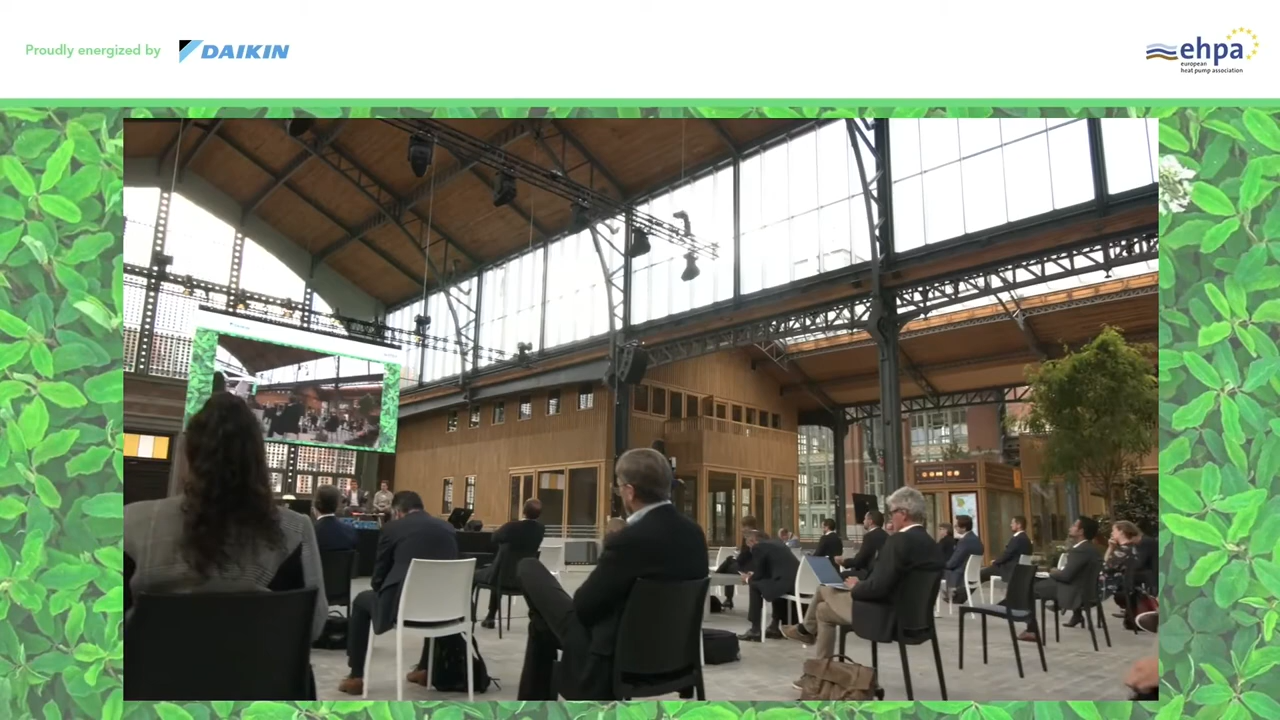 Proudly energized by
DAIKIN
ehpa
european
heat pump association